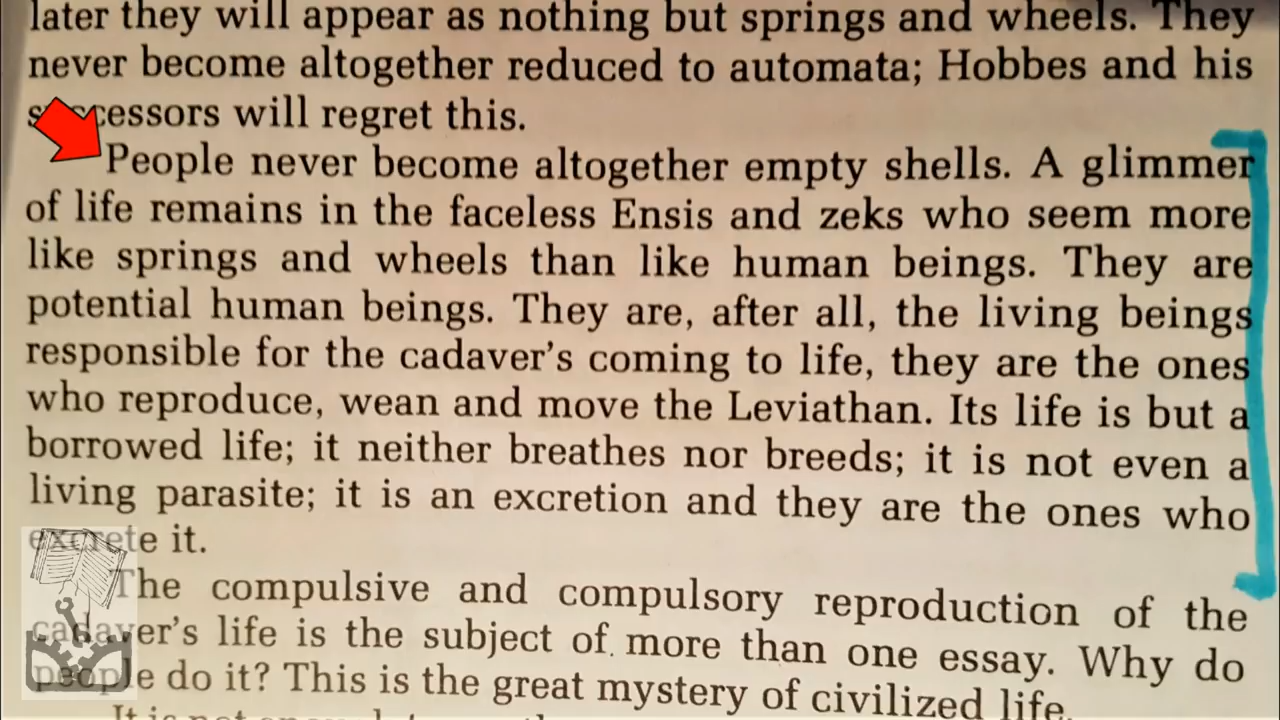 later they will appear as nothing but springs and wheels. They
never become altogether reduced to automata; Hobbes and his
successors will regret this.
People never become altogether empty shells. A glimmer
of life remains in the faceless Ensis and zeks who seem more
like springs and wheels than like human beings. They are
potential human beings. They are, after all, the living beings
responsible for the cadaver's coming to life, they are the ones
who reproduce, wean and move the Leviathan. Its life is but a
borrowed life; it neither breathes nor breeds; it is not even a
living parasite; it is an excretion and they are the ones who
excrete it.
The compulsive and compulsory reproduction of the
cadaver's life is the subject of more than one essay. Why do
people do it? This is the great mystery of civilized life.
It is not